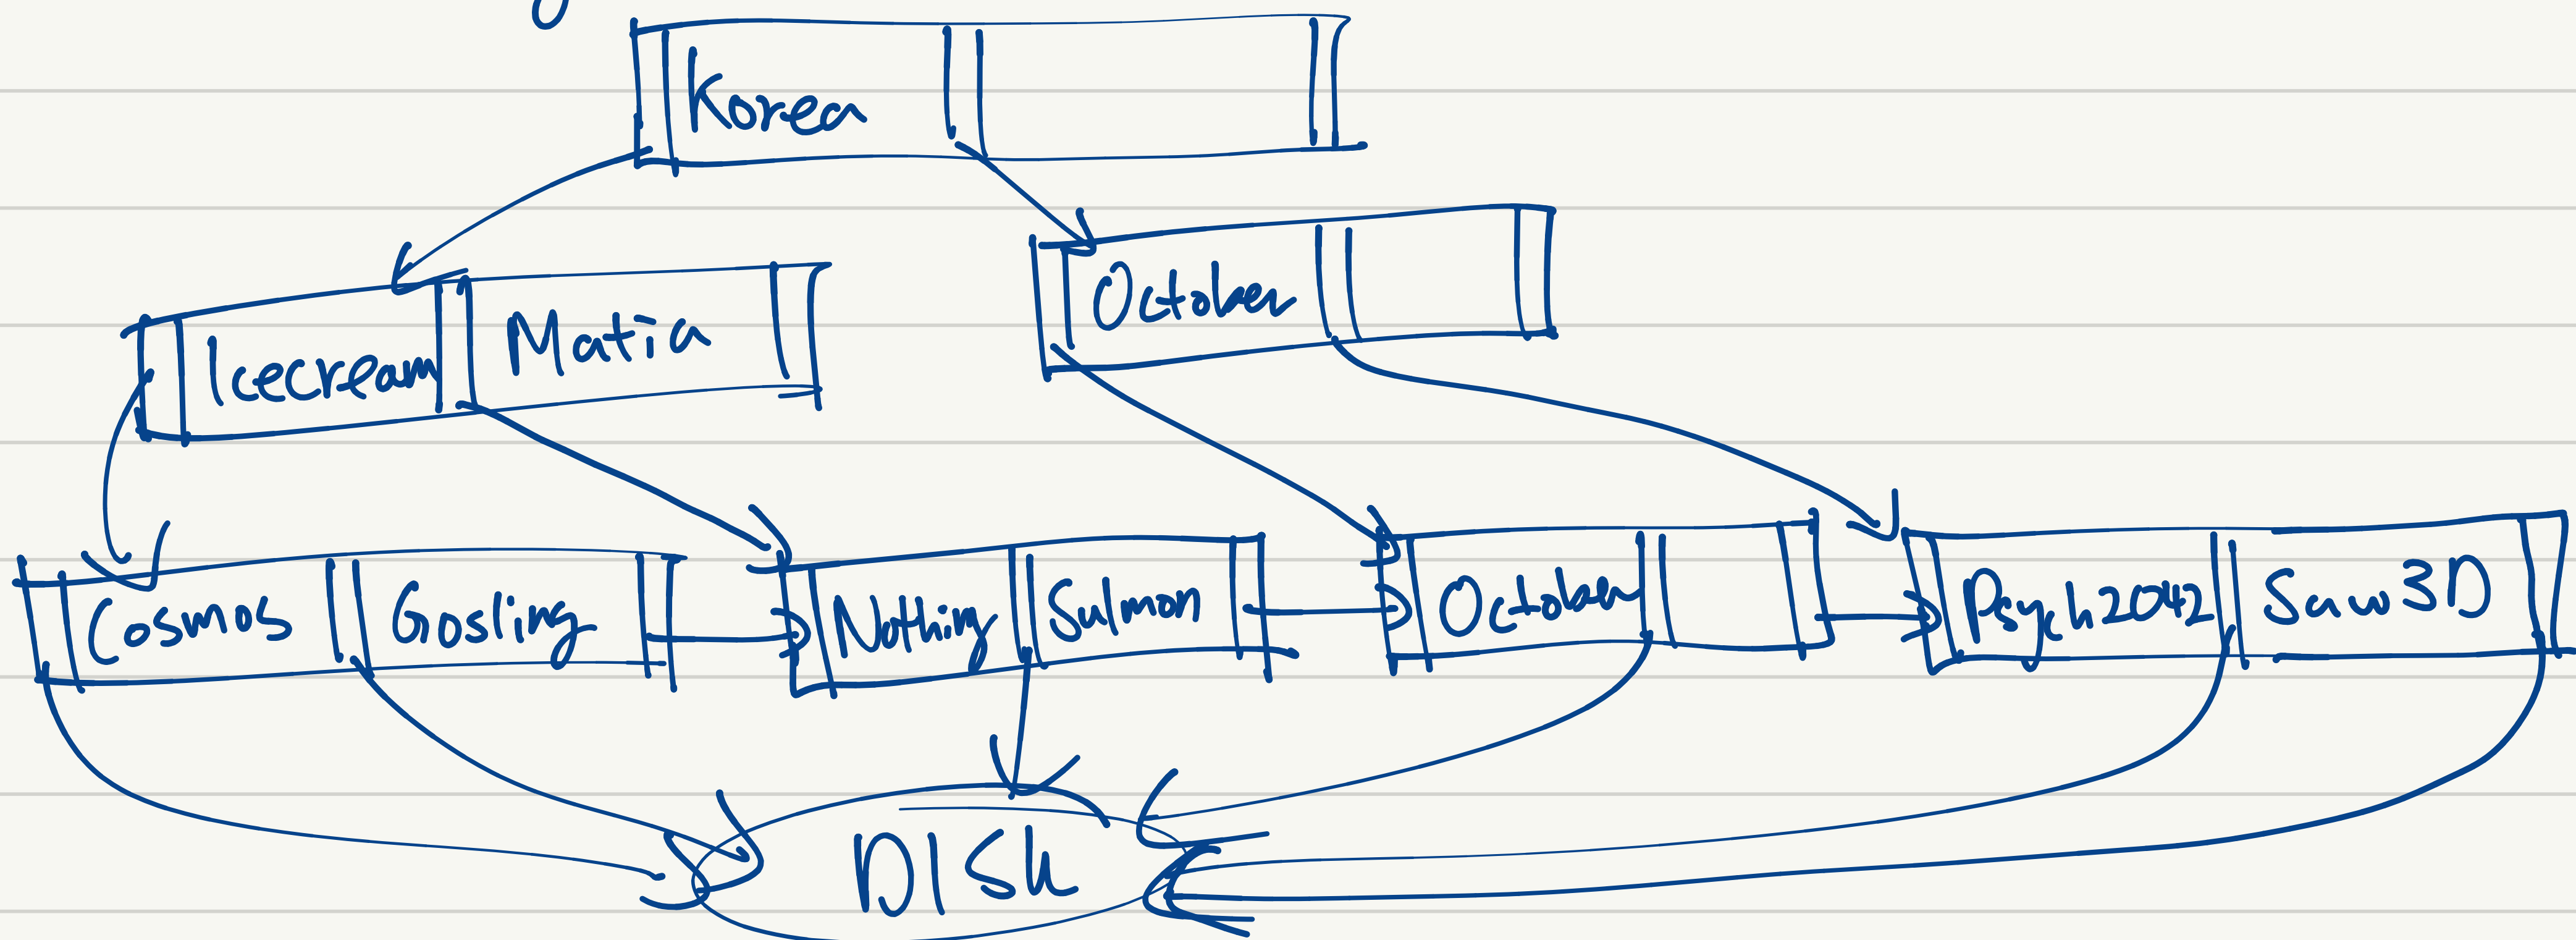 Korea
Icecream Matia October
Cosmos Gosling Nothing Sulmon October Psych2042 Saw3D
DISK